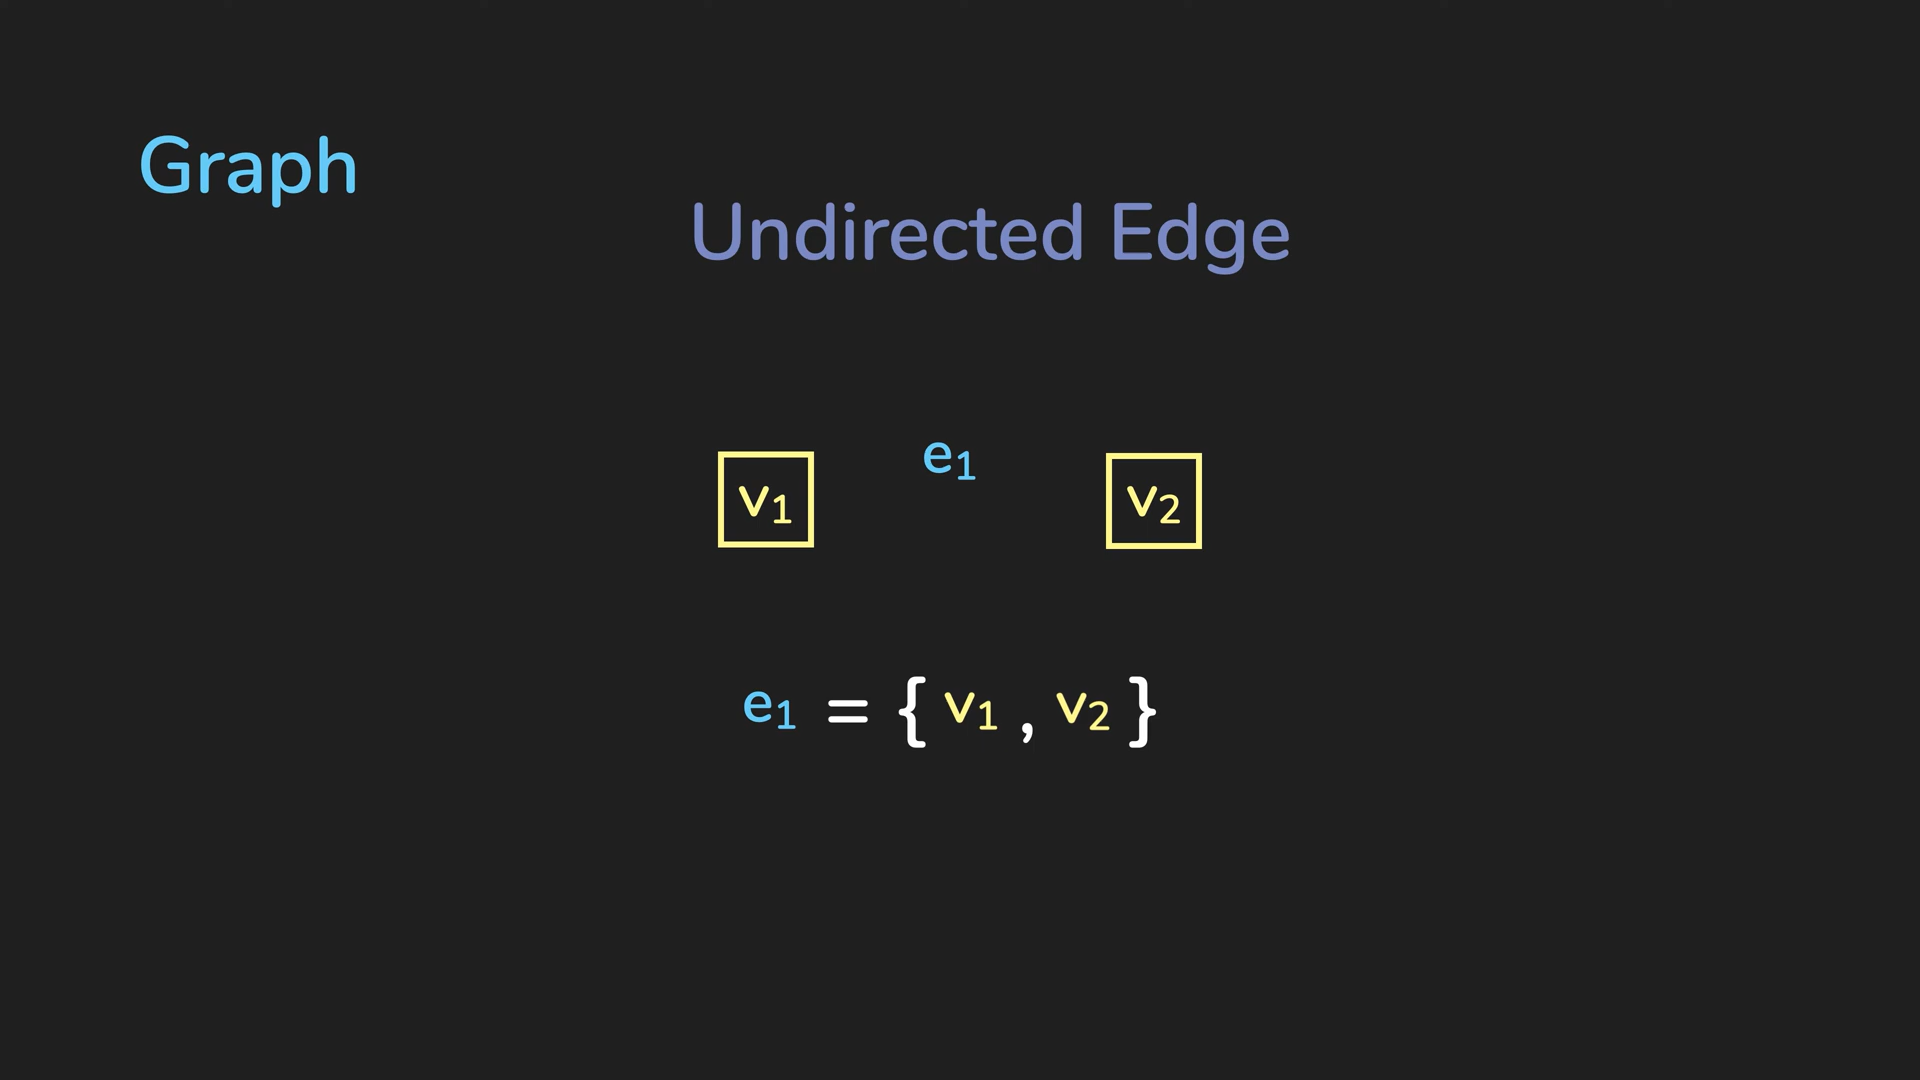 Graph
Undirected Edge
v₁ e₁ v₂
e₁ = { v₁ , v₂ }